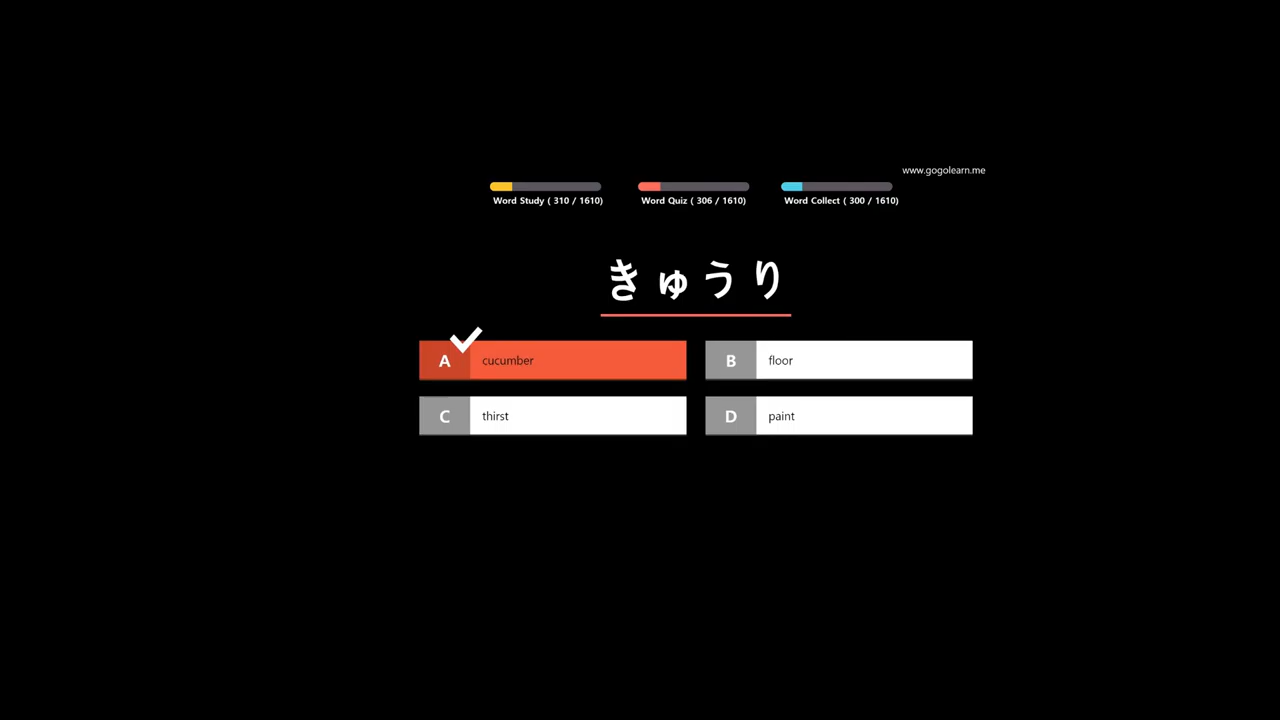 www.gogolearn.me
Word Study ( 310 / 1610)
Word Quiz ( 306 / 1610)
Word Collect ( 300 / 1610)
きゅうり
A cucumber
B floor
C thirst
D paint